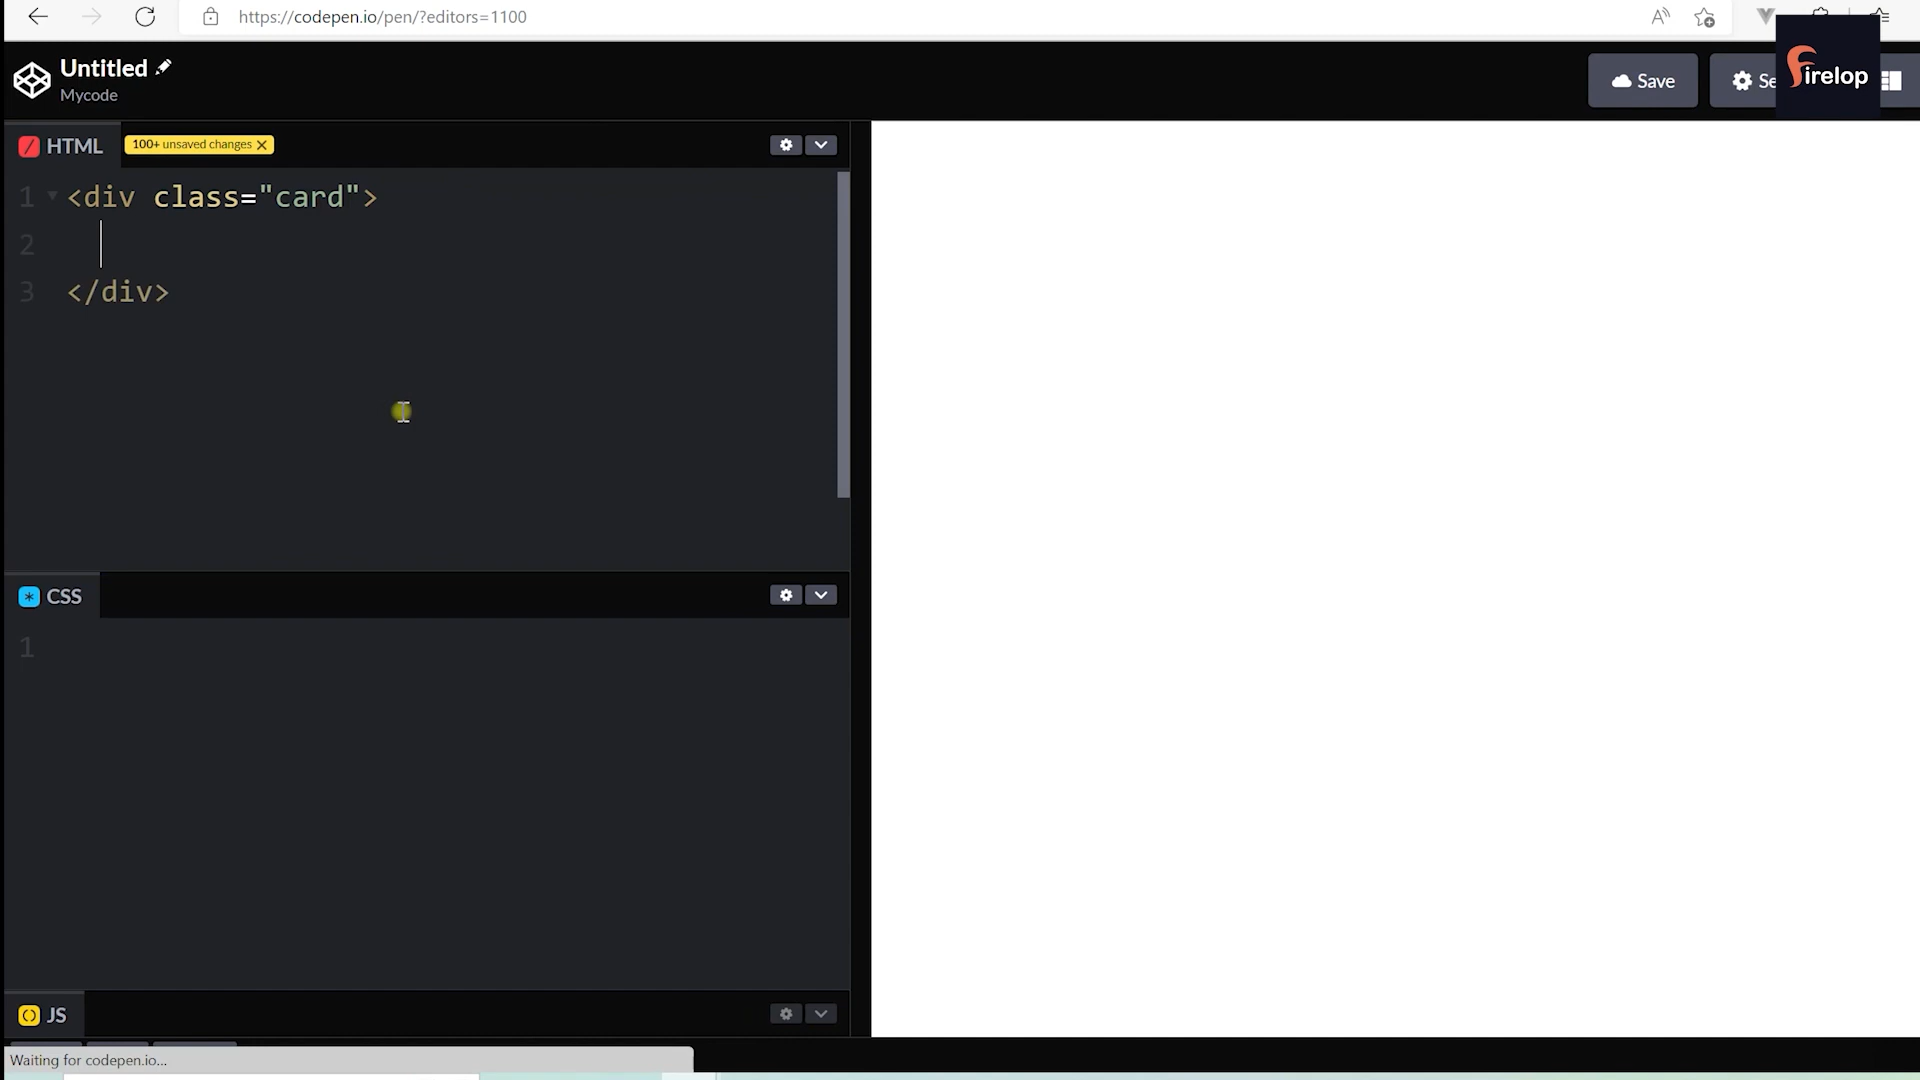 https://codepen.io/pen/?editors=1100
Untitled
Mycode
Save
Se
Firelop
HTML
100+ unsaved changes
1 <div class="card">
2
3 </div>
CSS
1
JS
Waiting for codepen.io...